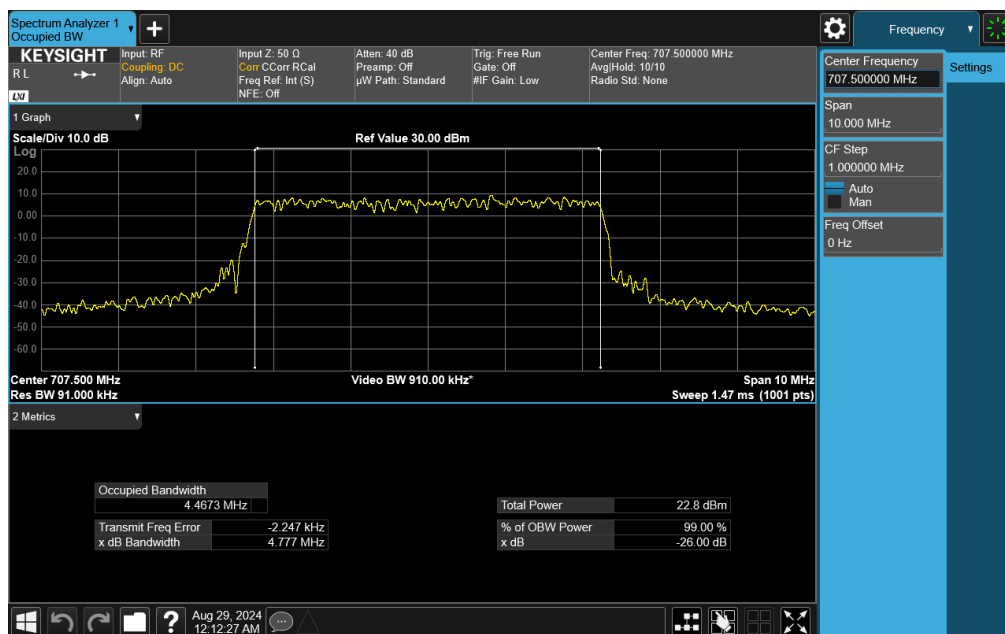 Spectrum Analyzer 1
Occupied BW
Frequency
KEYSIGHT
R L
LXI
Input: RF
Coupling: DC
Align: Auto
Input Z: 50 Ω
Corr CCorr RCal
Freq Ref: Int (S)
NFE: Off
Atten: 40 dB
Preamp: Off
µW Path: Standard
Trig: Free Run
Gate: Off
#IF Gain: Low
Center Freq: 707.500000 MHz
Avg|Hold: 10/10
Radio Std: None
Center Frequency
707.500000 MHz
Settings
Span
10.000 MHz
CF Step
1.000000 MHz
Auto
Man
Freq Offset
0 Hz
1 Graph
Scale/Div 10.0 dB
Ref Value 30.00 dBm
Log
20.0
10.0
0.00
-10.0
-20.0
-30.0
-40.0
-50.0
-60.0
Center 707.500 MHz
Video BW 910.00 kHz*
Span 10 MHz
Res BW 91.000 kHz
Sweep 1.47 ms (1001 pts)
2 Metrics
Occupied Bandwidth
4.4673 MHz
Total Power 22.8 dBm
Transmit Freq Error -2.247 kHz
% of OBW Power 99.00 %
x dB Bandwidth 4.777 MHz
x dB -26.00 dB
?
Aug 29, 2024
12:12:27 AM